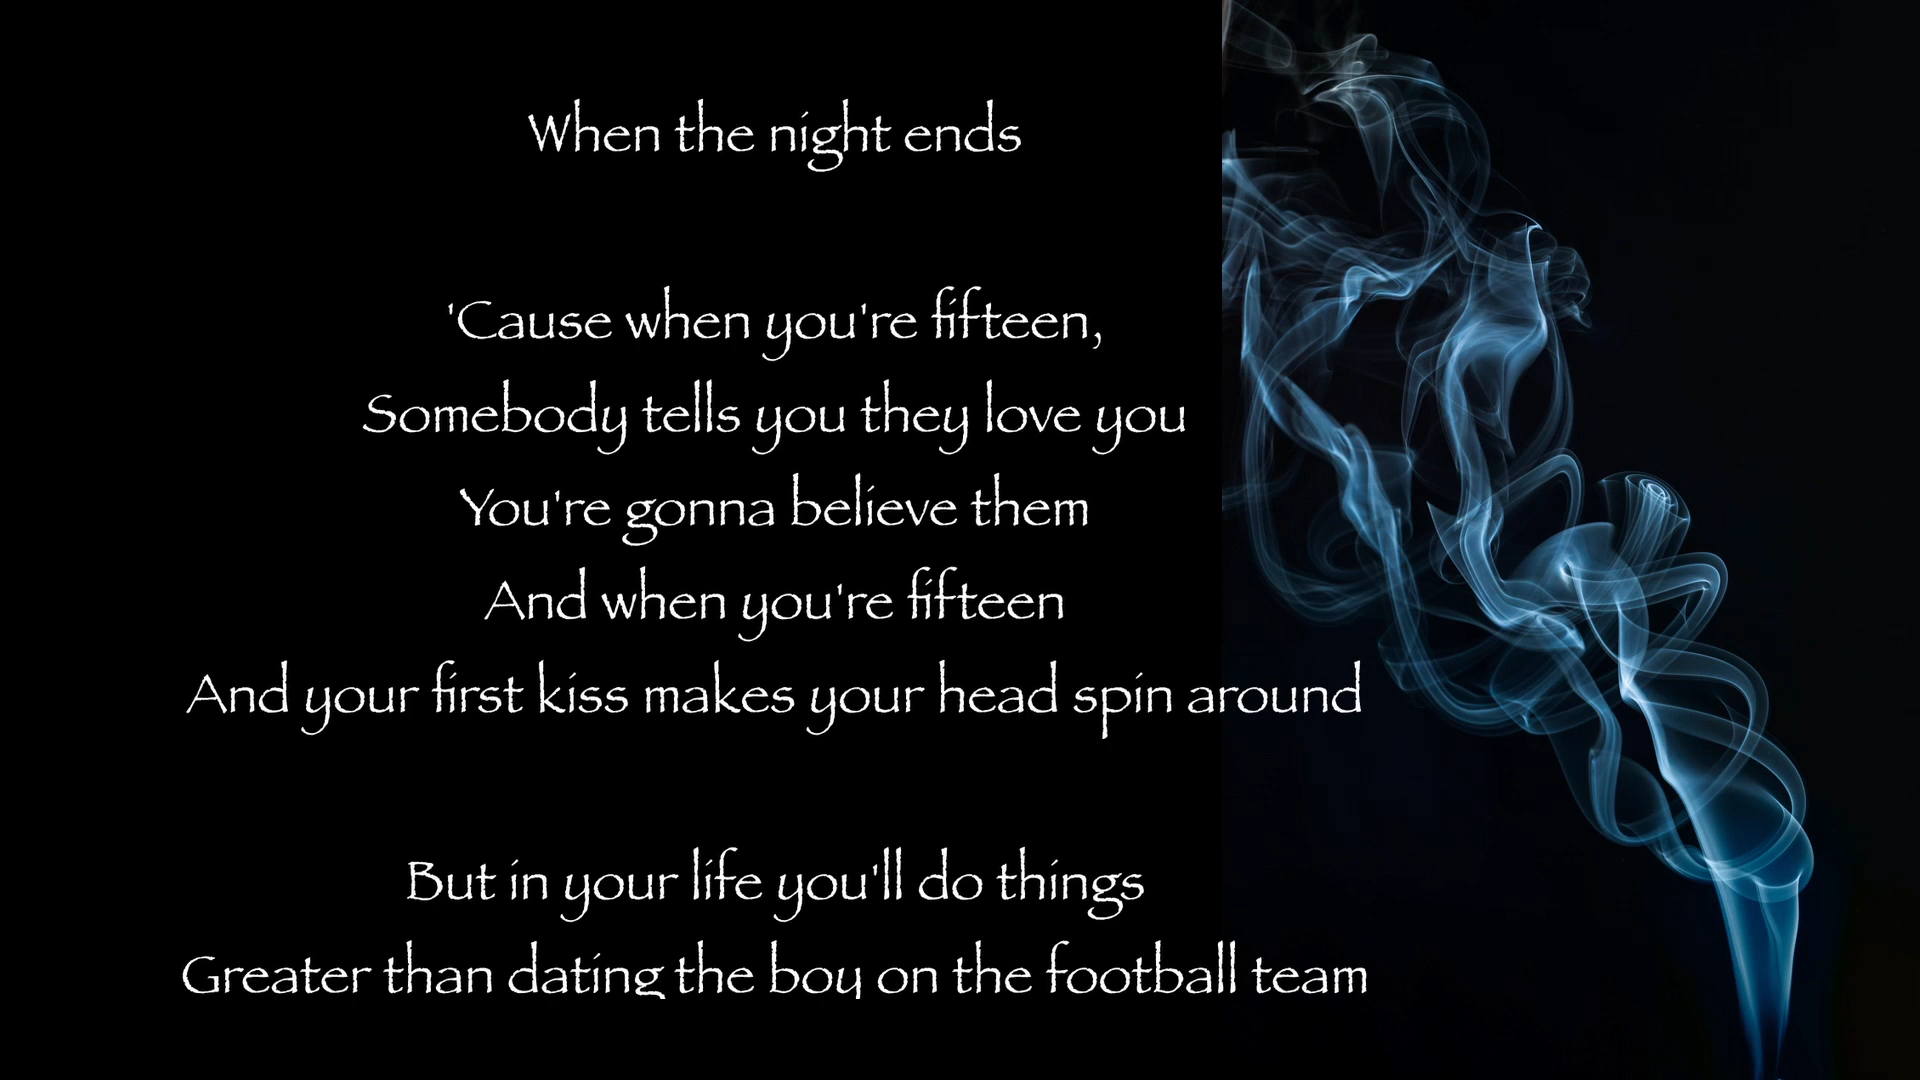 When the night ends
'Cause when you're fifteen,
Somebody tells you they love you
You're gonna believe them
And when you're fifteen
And your first kiss makes your head spin around
But in your life you'll do things
Greater than dating the boy on the football team